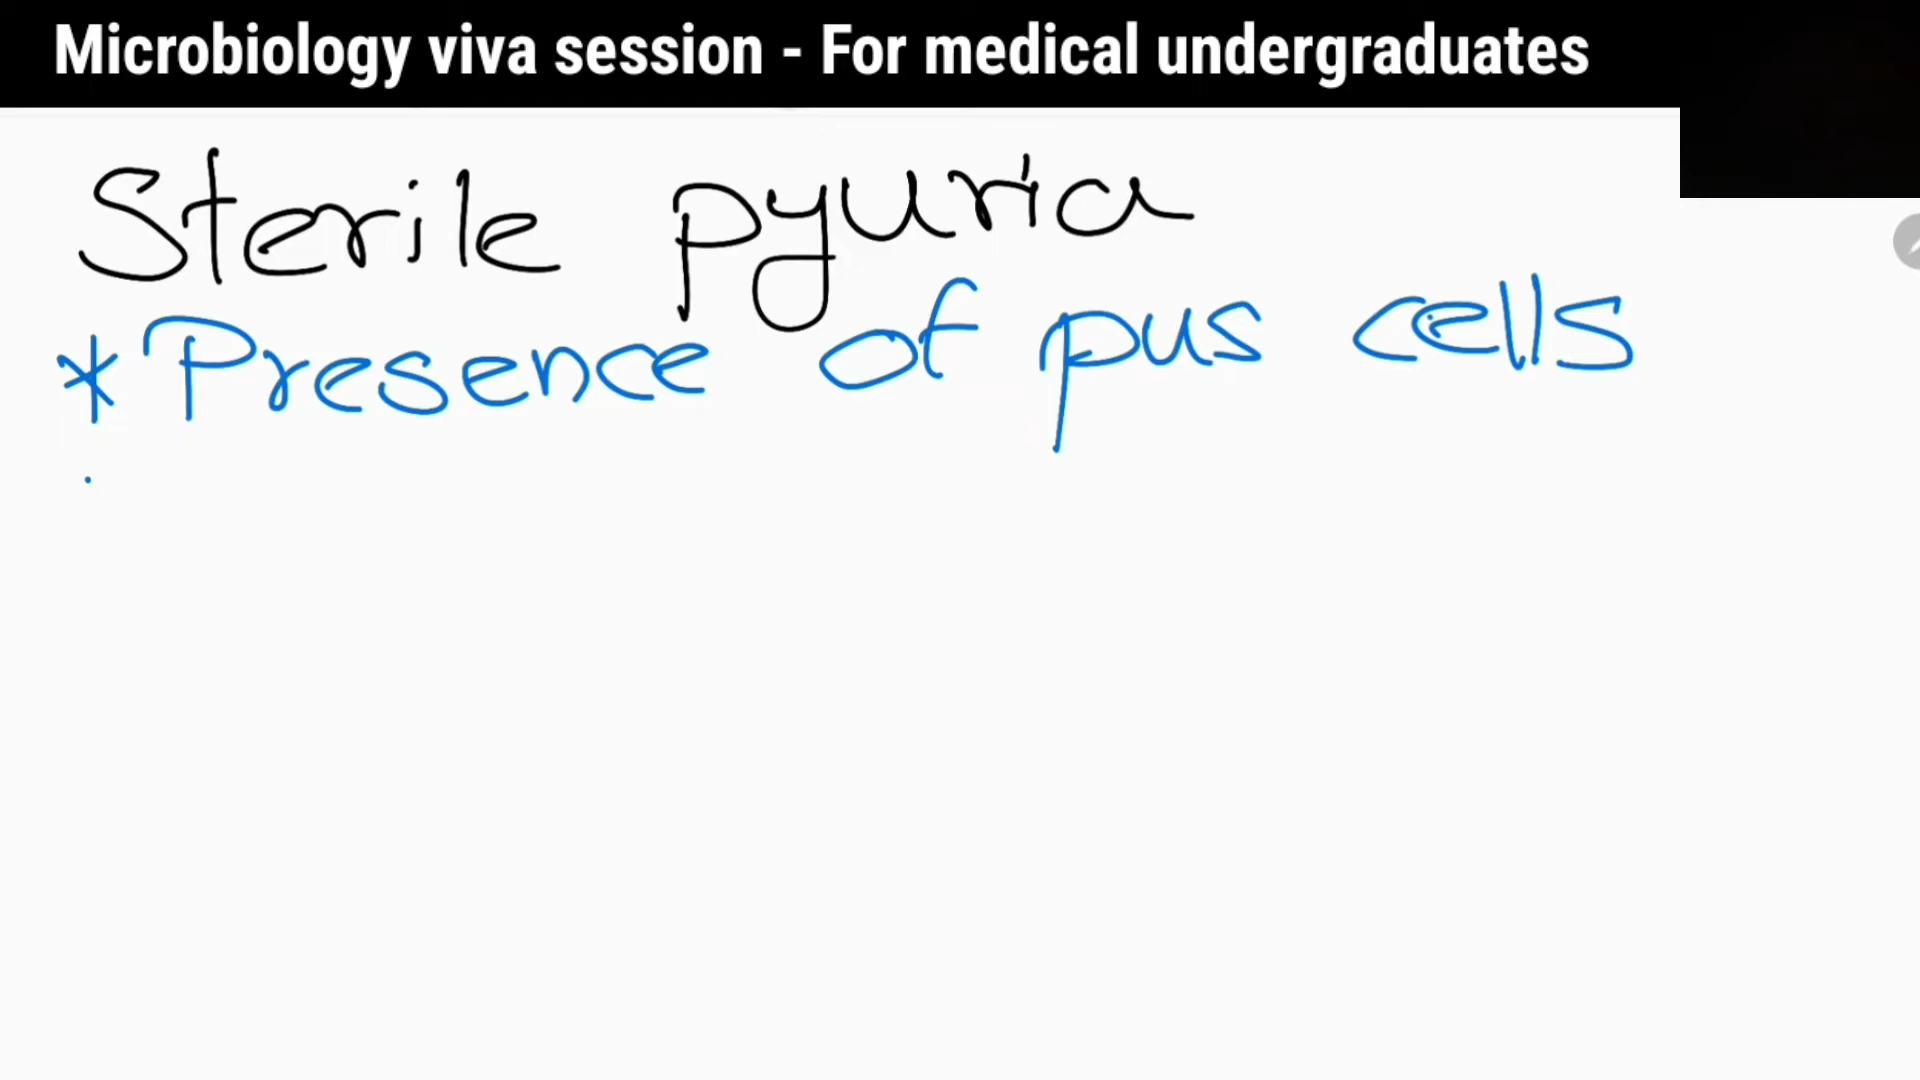 Microbiology viva session - For medical undergraduates
Sterile pyuria
* Presence of pus cells